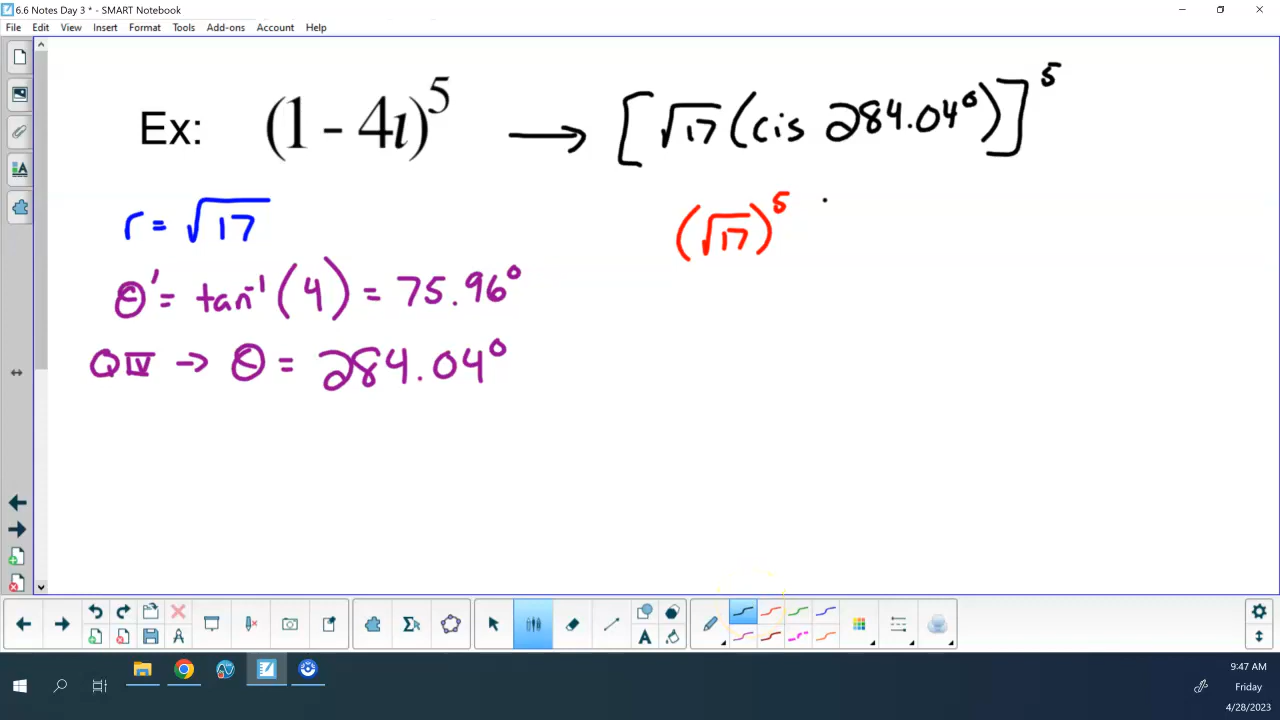 6.6 Notes Day 3 * - SMART Notebook
File Edit View Insert Format Tools Add-ons Account Help
Ex: (1 - 4i)^5 → [√17 (cis 284.04°)]^5
r = √17
(√17)^5
θ' = tan⁻¹(4) = 75.96°
QIV → θ = 284.04°
9:47 AM
Friday
4/28/2023